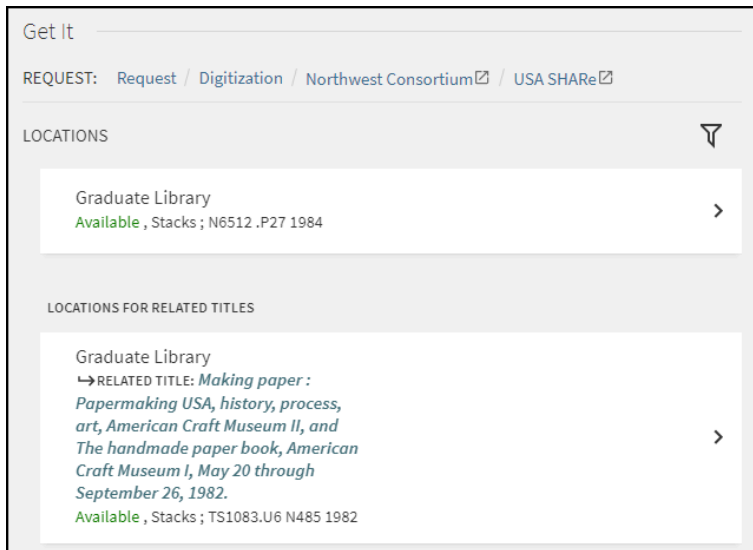 Get It
REQUEST: Request / Digitization / Northwest Consortium / USA SHARe
LOCATIONS
Graduate Library
Available , Stacks ; N6512 .P27 1984
LOCATIONS FOR RELATED TITLES
Graduate Library
RELATED TITLE: Making paper :
Papermaking USA, history, process,
art, American Craft Museum II, and
The handmade paper book, American
Craft Museum I, May 20 through
September 26, 1982.
Available , Stacks ; TS1083.U6 N485 1982